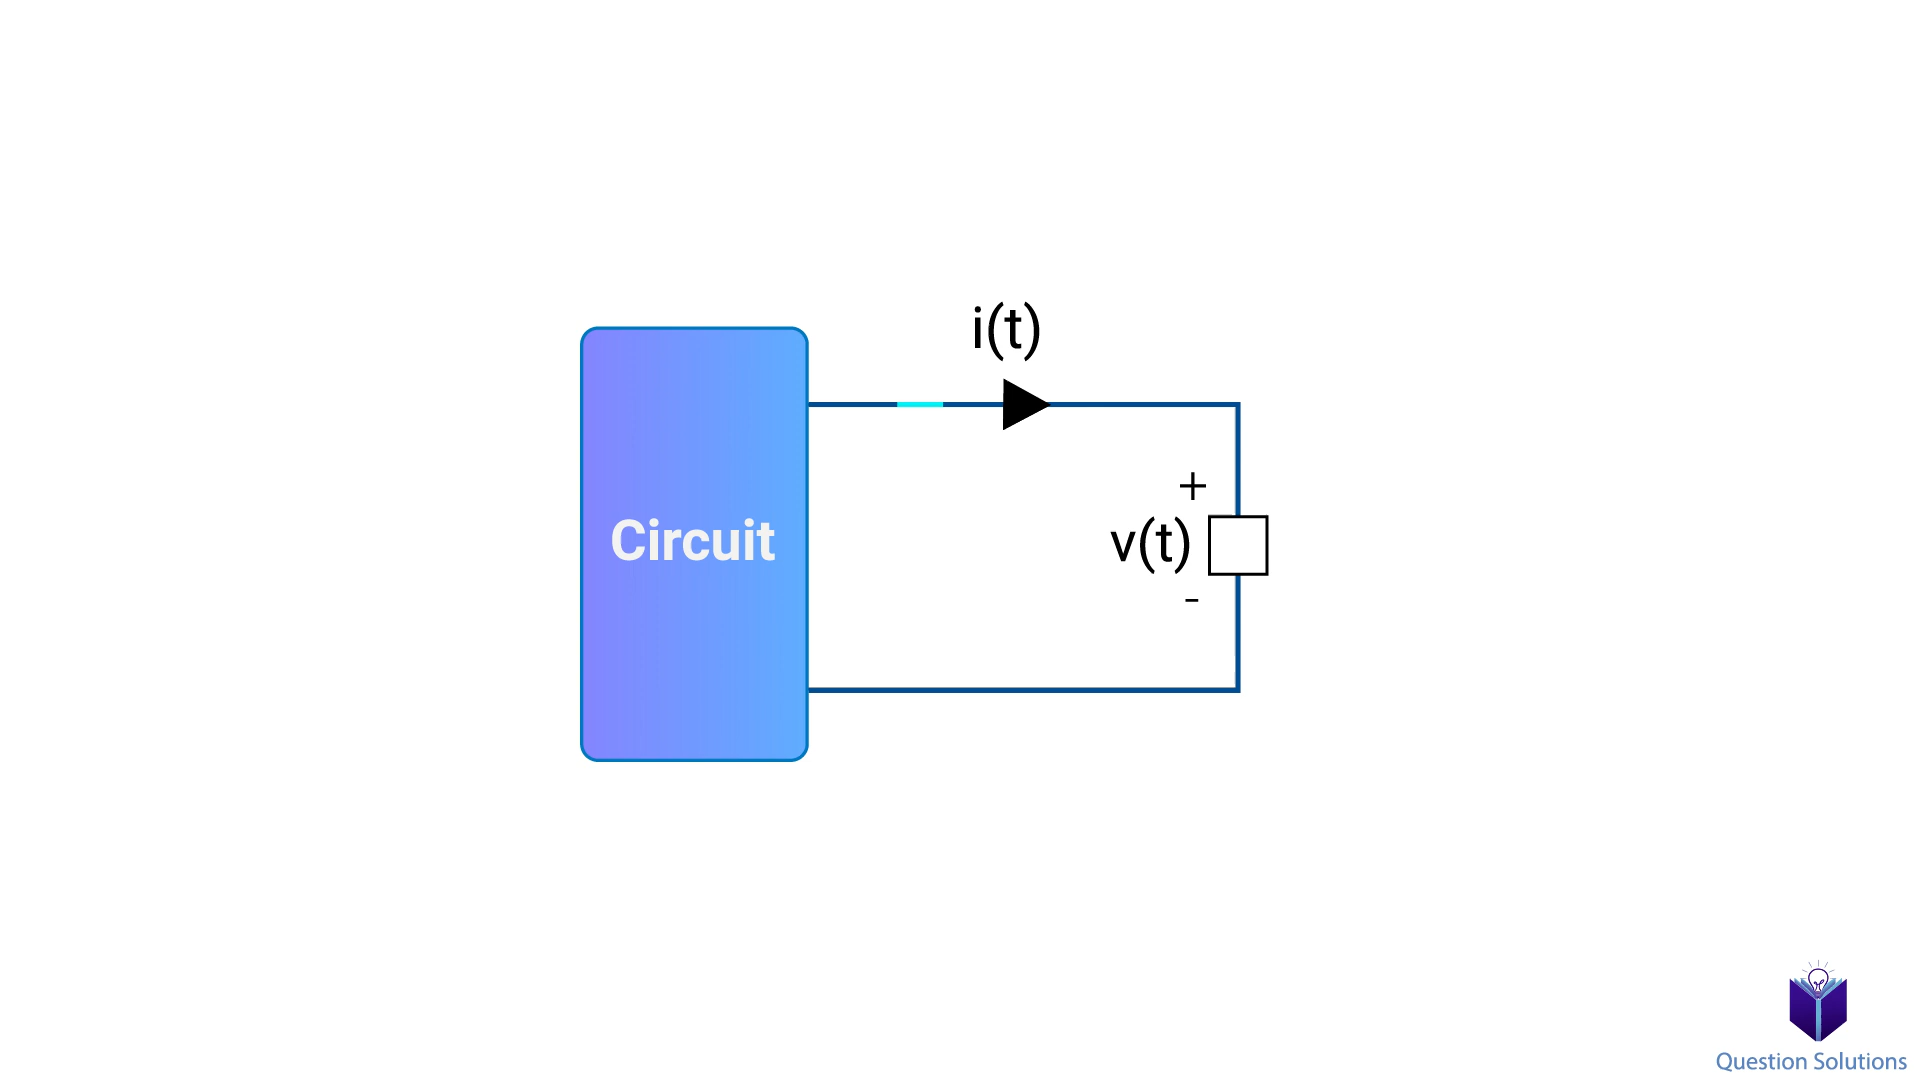 i(t)
Circuit
+
v(t)
-
Question Solutions